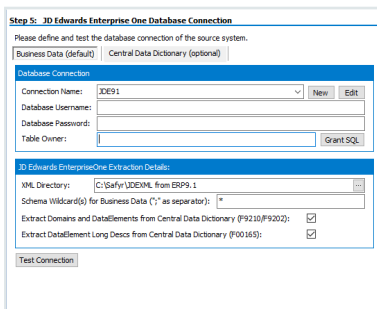 Step 5: JD Edwards Enterprise One Database Connection
Please define and test the database connection of the source system.
Business Data (default) Central Data Dictionary (optional)
Database Connection
Connection Name: JDE91 New Edit
Database Username:
Database Password:
Table Owner: Grant SQL
JD Edwards EnterpriseOne Extraction Details:
XML Directory: C:\Safyr\JDEXML from ERP9.1 ...
Schema Wildcard(s) for Business Data (";" as separator): *
Extract Domains and DataElements from Central Data Dictionary (F9210/F9202):
Extract DataElement Long Descs from Central Data Dictionary (F00165):
Test Connection